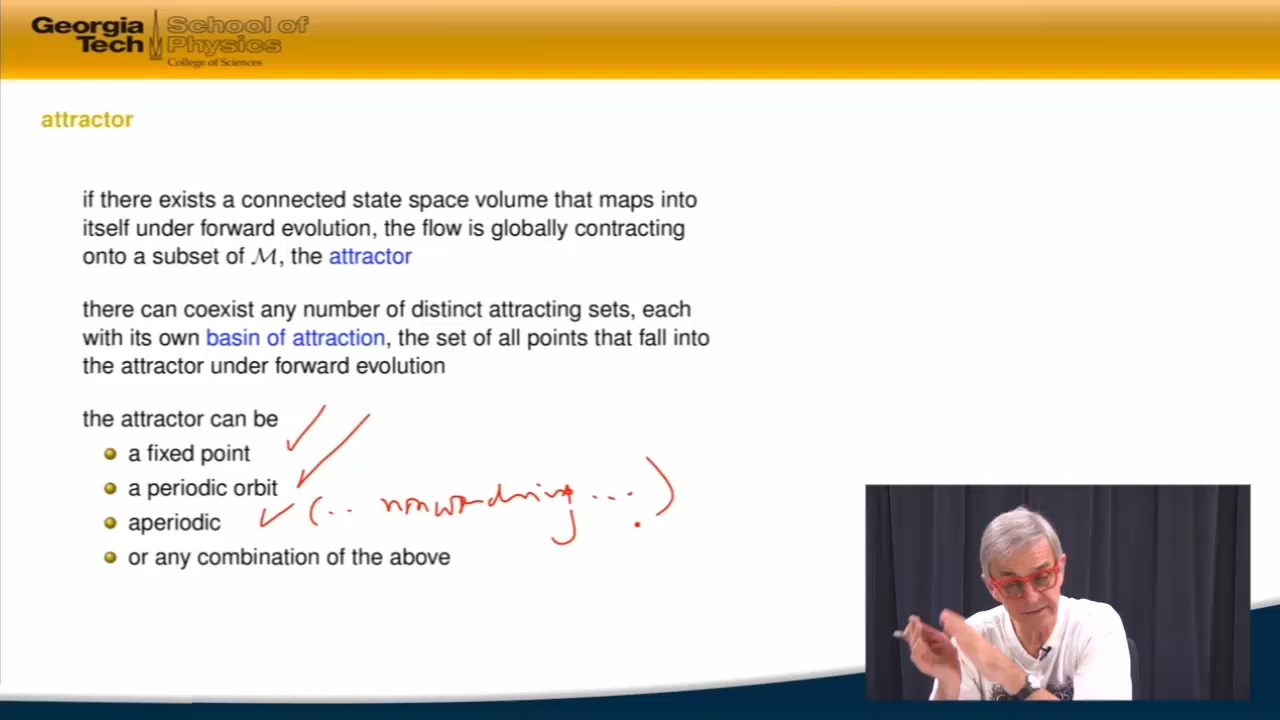 Georgia Tech
School of Physics
College of Sciences
attractor
if there exists a connected state space volume that maps into
itself under forward evolution, the flow is globally contracting
onto a subset of ℳ, the attractor
there can coexist any number of distinct attracting sets, each
with its own basin of attraction, the set of all points that fall into
the attractor under forward evolution
the attractor can be
a fixed point
a periodic orbit
aperiodic (... nonwandering ...)
or any combination of the above